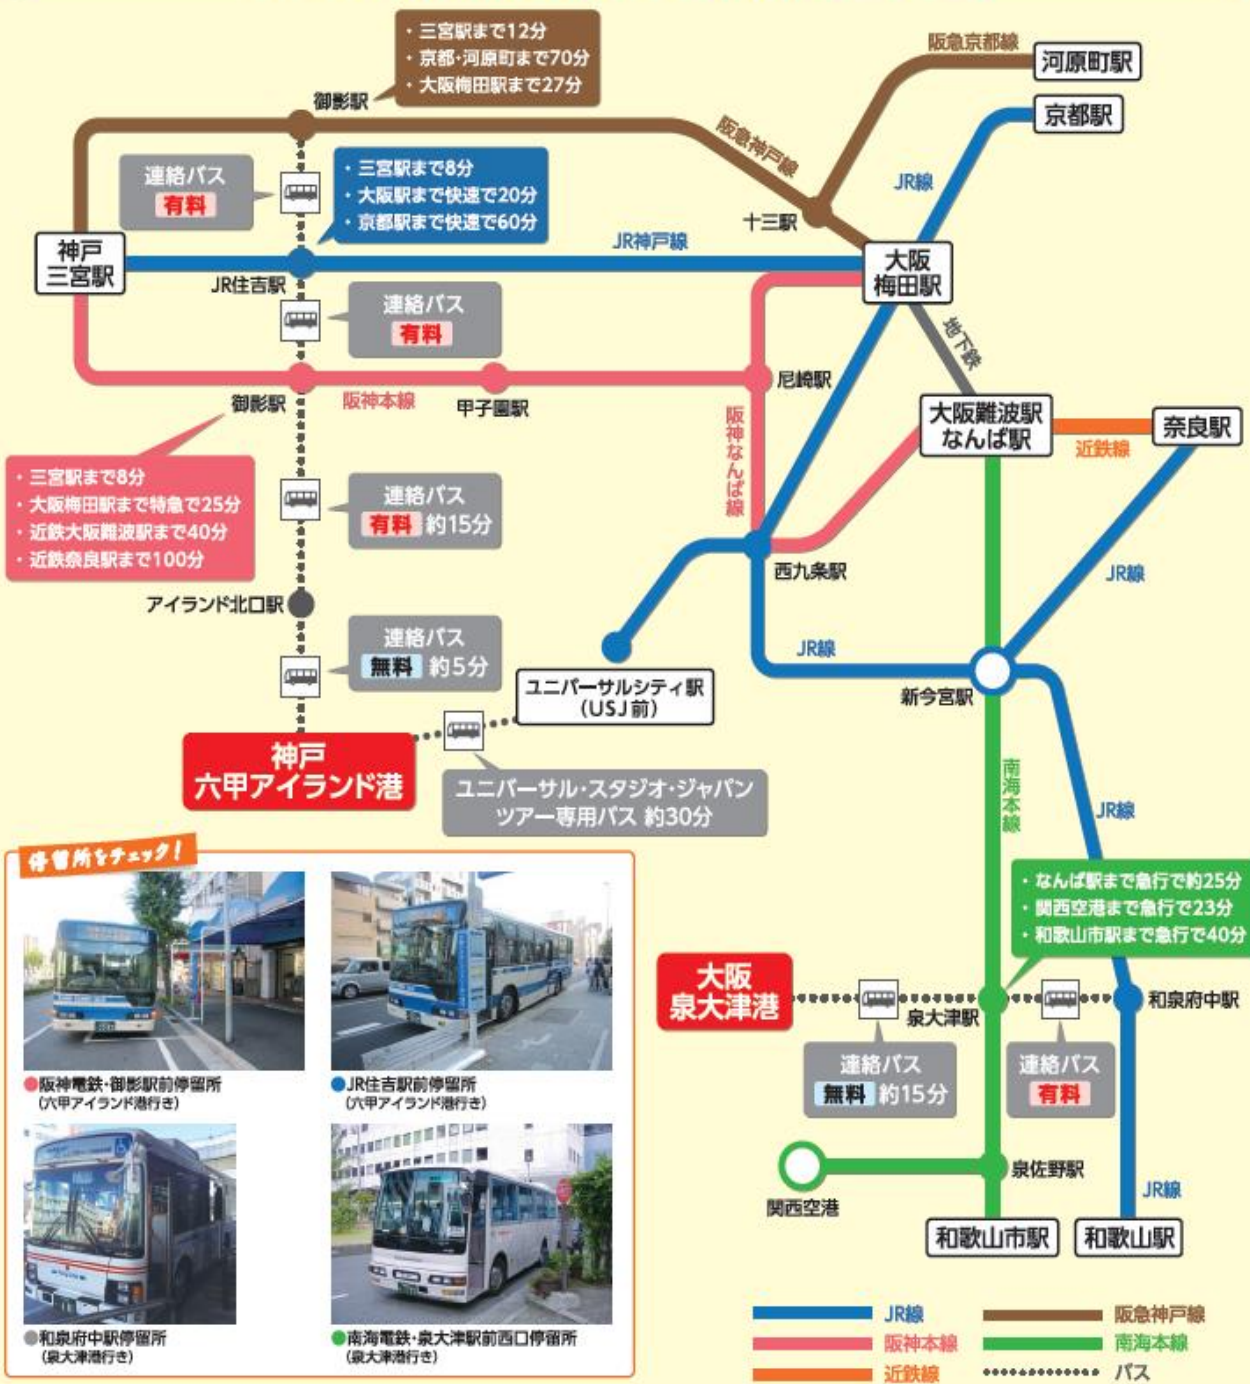 ・三宮駅まで12分
・京都・河原町まで70分
・大阪梅田駅まで27分
阪急京都線
河原町駅
御影駅
京都駅
阪急神戸線
連絡バス
有料
・三宮駅まで8分
・大阪駅まで快速で20分
・京都駅まで快速で60分
JR線
十三駅
神戸
三宮駅
JR神戸線
大阪
梅田駅
JR住吉駅
連絡バス
有料
地下鉄
尼崎駅
御影駅
阪神本線
甲子園駅
大阪難波駅
なんば駅
奈良駅
近鉄線
阪神なんば線
・三宮駅まで8分
・大阪梅田駅まで特急で25分
・近鉄大阪難波駅まで40分
・近鉄奈良駅まで100分
連絡バス
有料 約15分
西九条駅
JR線
アイランド北口駅
連絡バス
無料 約5分
JR線
ユニバーサルシティ駅
(USJ前)
新今宮駅
神戸
六甲アイランド港
ユニバーサル・スタジオ・ジャパン
ツアー専用バス 約30分
南海本線
JR線
停留所をチェック!
・なんば駅まで急行で約25分
・関西空港まで急行で23分
・和歌山市駅まで急行で40分
大阪
泉大津港
泉大津駅
和泉府中駅
連絡バス
無料 約15分
連絡バス
有料
●阪神電鉄・御影駅前停留所
(六甲アイランド港行き)
●JR住吉駅前停留所
(六甲アイランド港行き)
泉佐野駅
関西空港
JR線
和歌山市駅
和歌山駅
●和泉府中駅停留所
(泉大津港行き)
●南海電鉄・泉大津駅前西口停留所
(泉大津港行き)
JR線
阪急神戸線
阪神本線
南海本線
近鉄線
バス